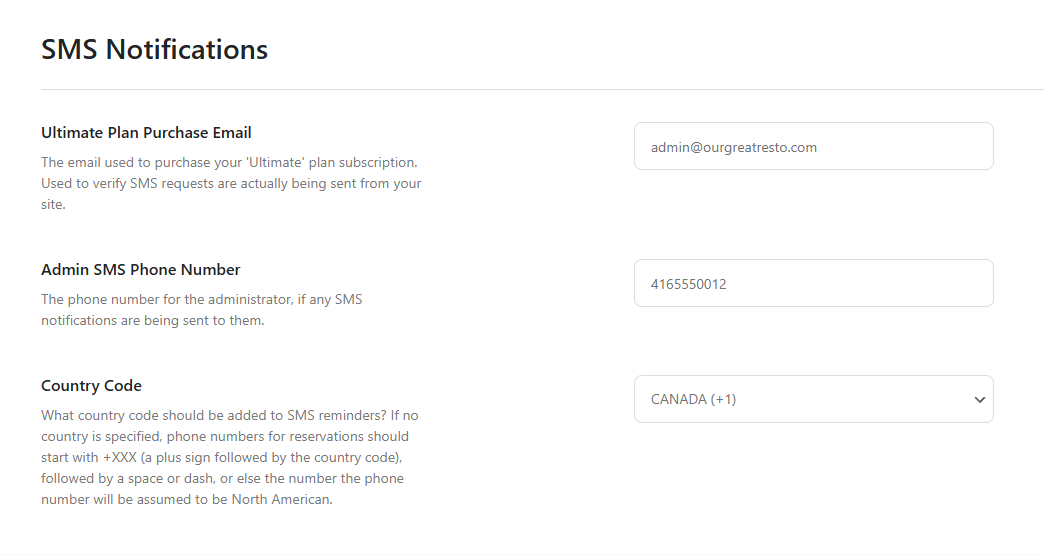 SMS Notifications
Ultimate Plan Purchase Email
The email used to purchase your 'Ultimate' plan subscription.
Used to verify SMS requests are actually being sent from your
site.
admin@ourgreatresto.com
Admin SMS Phone Number
The phone number for the administrator, if any SMS
notifications are being sent to them.
4165550012
Country Code
What country code should be added to SMS reminders? If no
country is specified, phone numbers for reservations should
start with +XXX (a plus sign followed by the country code),
followed by a space or dash, or else the number the phone
number will be assumed to be North American.
CANADA (+1)